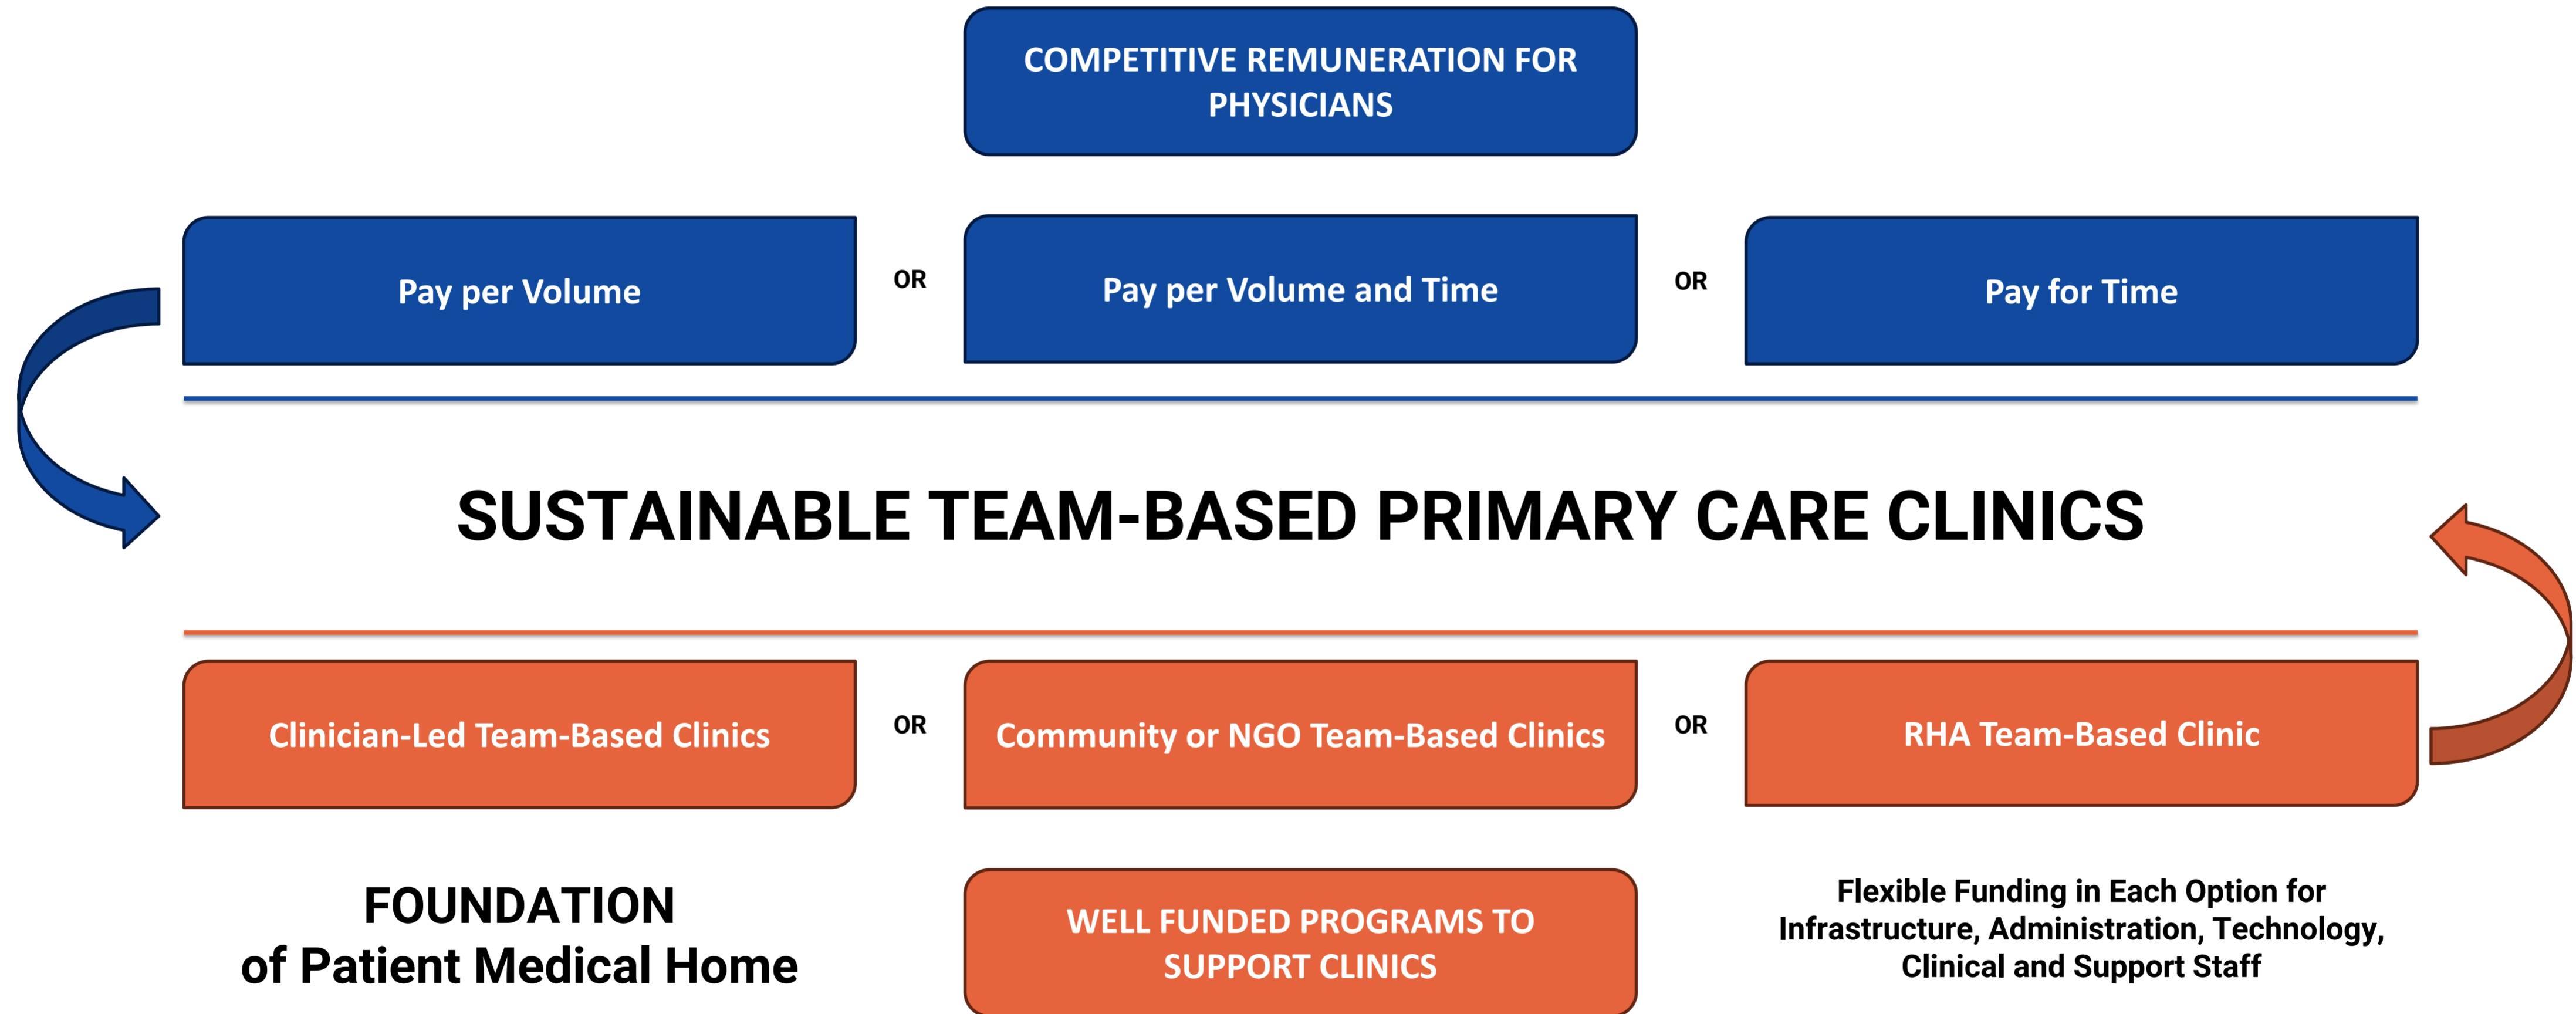 COMPETITIVE REMUNERATION FOR
PHYSICIANS
Pay per Volume
OR
Pay per Volume and Time
OR
Pay for Time
SUSTAINABLE TEAM-BASED PRIMARY CARE CLINICS
Clinician-Led Team-Based Clinics
OR
Community or NGO Team-Based Clinics
OR
RHA Team-Based Clinic
FOUNDATION
of Patient Medical Home
WELL FUNDED PROGRAMS TO
SUPPORT CLINICS
Flexible Funding in Each Option for
Infrastructure, Administration, Technology,
Clinical and Support Staff